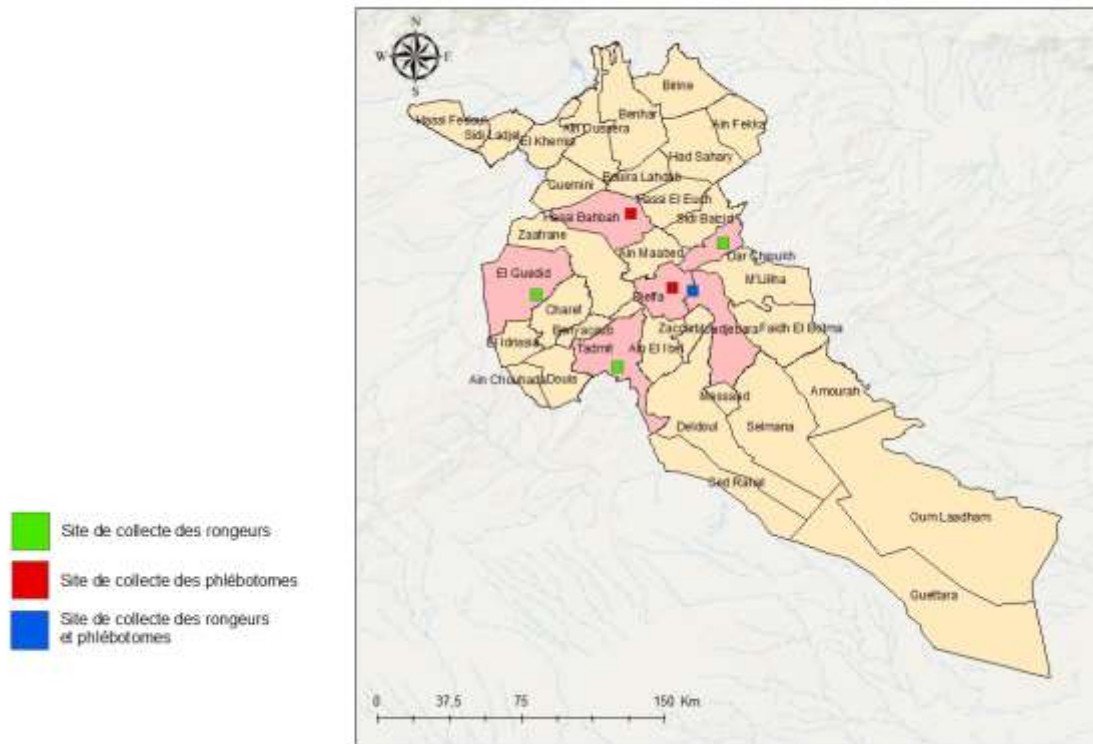 N
W E
S
Birine
Benhar
Hassi Fedoul
Ain Oussera
Ain Fekka
Sidi Ladjel
El Khemis
Had Sahary
Bouira Lahdab
Guernini
Hassi El Euch
Hassi Bahbah
Sidi Baizid
Zaafrane
Ain Maabed
Dar Chioukh
El Guedid
M'Liliha
Djelfa
Charef
Zaccar
Moudjebara
Faidh El Botma
Benyagoub
El Idrissia
Tadmit
Ain El Ibel
Ain Chouhada
Douis
Amourah
Messaad
Deldoul
Selmana
Sed Rahal
Oum Laadham
Guettara
Site de collecte des rongeurs
Site de collecte des phlébotomes
Site de collecte des rongeurs
et phlébotomes
0 37.5 75 150 Km